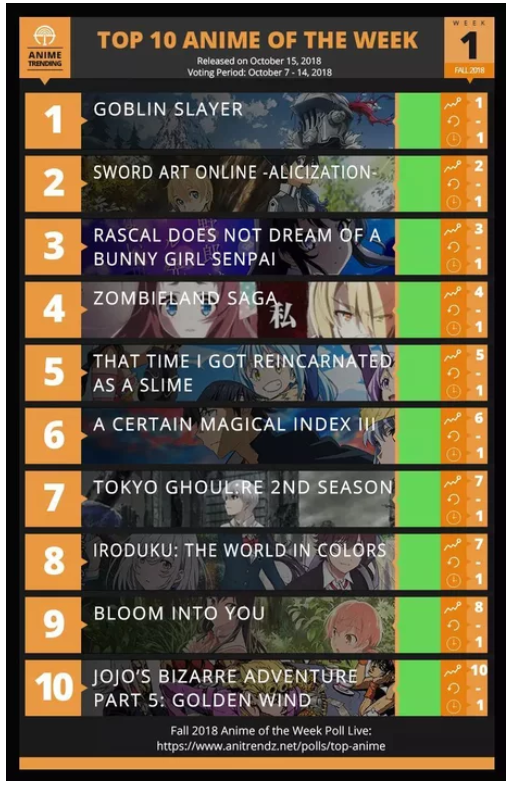 ANIME
TRENDING
TOP 10 ANIME OF THE WEEK
Released on October 15, 2018
Voting Period: October 7 - 14, 2018
WEEK
1
FALL 2018
1
GOBLIN SLAYER
1
-
1
2
SWORD ART ONLINE -ALICIZATION-
2
-
1
3
RASCAL DOES NOT DREAM OF A
BUNNY GIRL SENPAI
3
-
1
4
ZOMBIELAND SAGA
私
4
-
1
5
THAT TIME I GOT REINCARNATED
AS A SLIME
5
-
1
6
A CERTAIN MAGICAL INDEX III
6
-
1
7
TOKYO GHOUL:RE 2ND SEASON
7
-
1
8
IRODUKU: THE WORLD IN COLORS
7
-
1
9
BLOOM INTO YOU
8
-
1
10
JOJO'S BIZARRE ADVENTURE
PART 5: GOLDEN WIND
10
-
1
Fall 2018 Anime of the Week Poll Live:
https://www.anitrendz.net/polls/top-anime